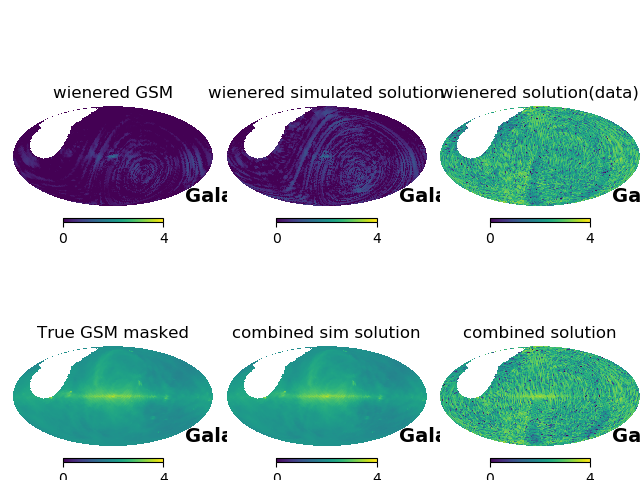 wienered GSM
wienered simulated solution
wienered solution(data)
Gala
Gala
Ga
0 4
0 4
0 4
True GSM masked
combined sim solution
combined solution
Gala
Gala
Ga
0 4
0 4
0 4